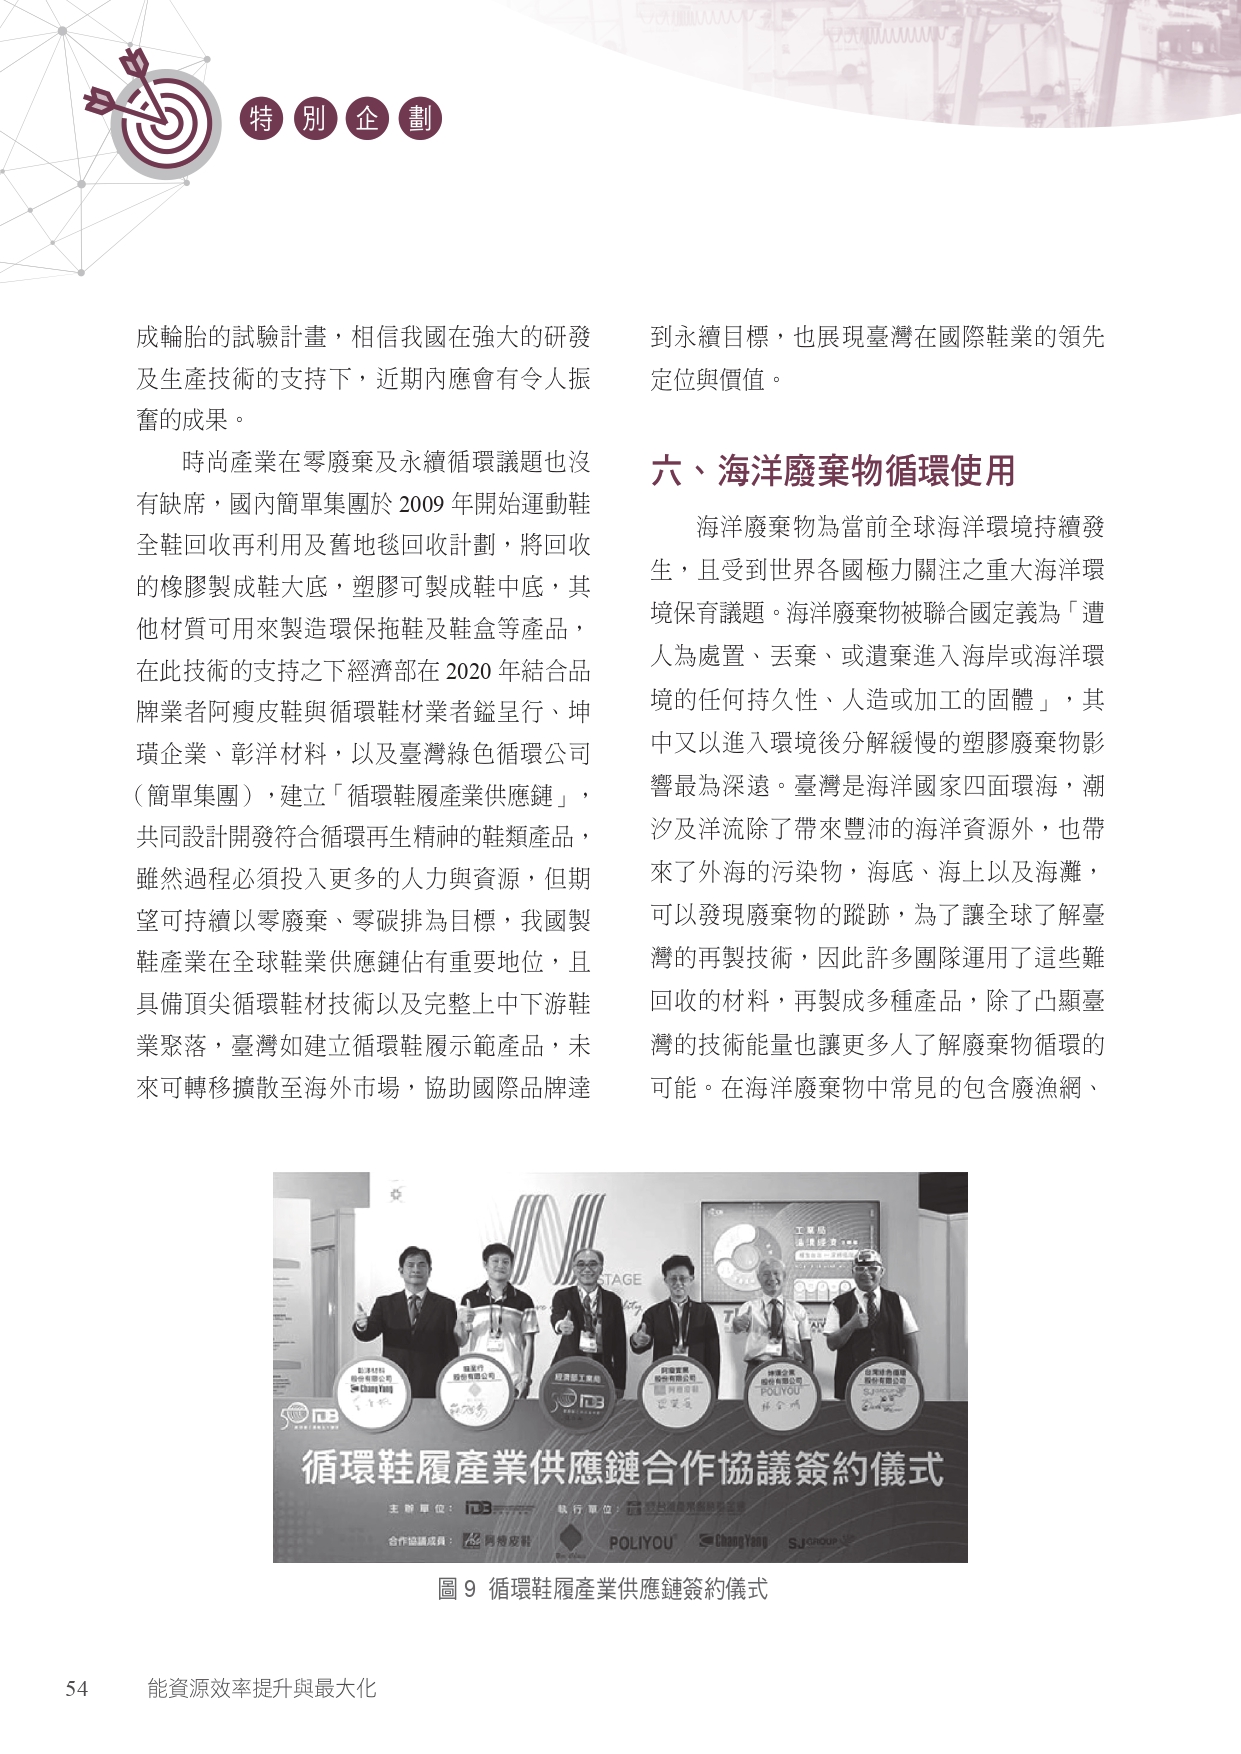 特別企劃
成輪胎的試驗計畫，相信我國在強大的研發
及生產技術的支持下，近期內應會有令人振
奮的成果。
時尚產業在零廢棄及永續循環議題也沒
有缺席，國內簡單集團於 2009 年開始運動鞋
全鞋回收再利用及舊地毯回收計劃，將回收
的橡膠製成鞋大底，塑膠可製成鞋中底，其
他材質可用來製造環保拖鞋及鞋盒等產品，
在此技術的支持之下經濟部在 2020 年結合品
牌業者阿瘦皮鞋與循環鞋材業者鎰呈行、坤
璜企業、彰洋材料，以及臺灣綠色循環公司
（簡單集團），建立「循環鞋履產業供應鏈」，
共同設計開發符合循環再生精神的鞋類產品，
雖然過程必須投入更多的人力與資源，但期
望可持續以零廢棄、零碳排為目標，我國製
鞋產業在全球鞋業供應鏈佔有重要地位，且
具備頂尖循環鞋材技術以及完整上中下游鞋
業聚落，臺灣如建立循環鞋履示範產品，未
來可轉移擴散至海外市場，協助國際品牌達
到永續目標，也展現臺灣在國際鞋業的領先
定位與價值。
六、海洋廢棄物循環使用
海洋廢棄物為當前全球海洋環境持續發
生，且受到世界各國極力關注之重大海洋環
境保育議題。海洋廢棄物被聯合國定義為「遭
人為處置、丟棄、或遺棄進入海岸或海洋環
境的任何持久性、人造或加工的固體」，其
中又以進入環境後分解緩慢的塑膠廢棄物影
響最為深遠。臺灣是海洋國家四面環海，潮
汐及洋流除了帶來豐沛的海洋資源外，也帶
來了外海的污染物，海底、海上以及海灘，
可以發現廢棄物的蹤跡，為了讓全球了解臺
灣的再製技術，因此許多團隊運用了這些難
回收的材料，再製成多種產品，除了凸顯臺
灣的技術能量也讓更多人了解廢棄物循環的
可能。在海洋廢棄物中常見的包含廢漁網、
STAGE
工業局
彰洋材料
股份有限公司
Chang Yang
鎰呈行
股份有限公司
經濟部工業局
50 IDB
阿瘦實業
股份有限公司
坤璜企業
股份有限公司
POLIYOU
台灣綠色循環
股份有限公司
SJGROUP
50 IDB
循環鞋履產業供應鏈合作協議簽約儀式
主辦單位： IDB 執行單位：
合作協議成員： 阿瘦皮鞋 POLIYOU Chang Yang SJGROUP
圖 9 循環鞋履產業供應鏈簽約儀式
54 能資源效率提升與最大化